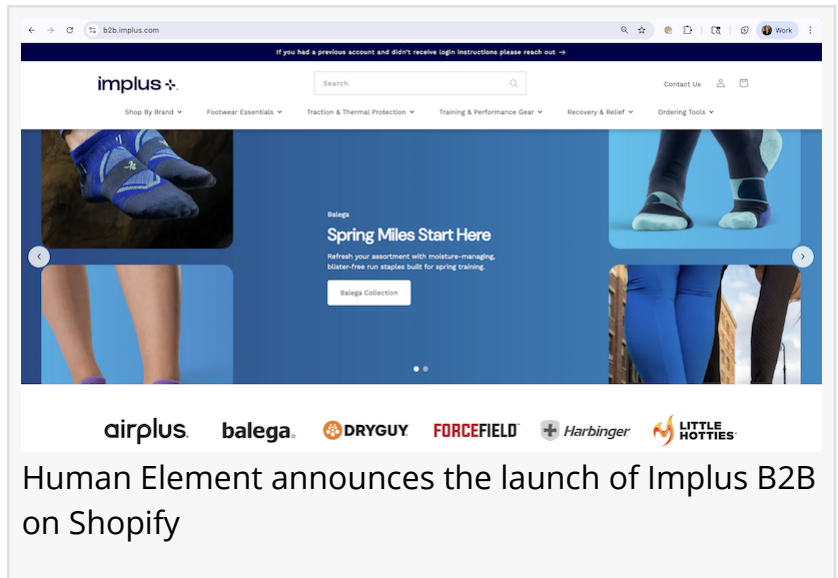 b2b.implus.com
Work
If you had a previous account and didn't receive login instructions please reach out →
implus
Search
Contact Us
Shop By Brand
Footwear Essentials
Traction & Thermal Protection
Training & Performance Gear
Recovery & Relief
Ordering Tools
Balega
Spring Miles Start Here
Refresh your assortment with moisture-managing,
blister-free run staples built for spring training.
Balega Collection
airplus.
balega.
DRYGUY
FORCEFIELD
Harbinger
LITTLE
HOTTIES
Human Element announces the launch of Implus B2B
on Shopify